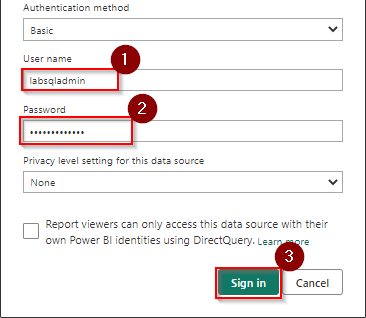 Authentication method
Basic
User name
1
labsqladmin
Password
2
•••••••••••••
Privacy level setting for this data source
None
Report viewers can only access this data source with their
own Power BI identities using DirectQuery. Learn more
3
Sign in
Cancel